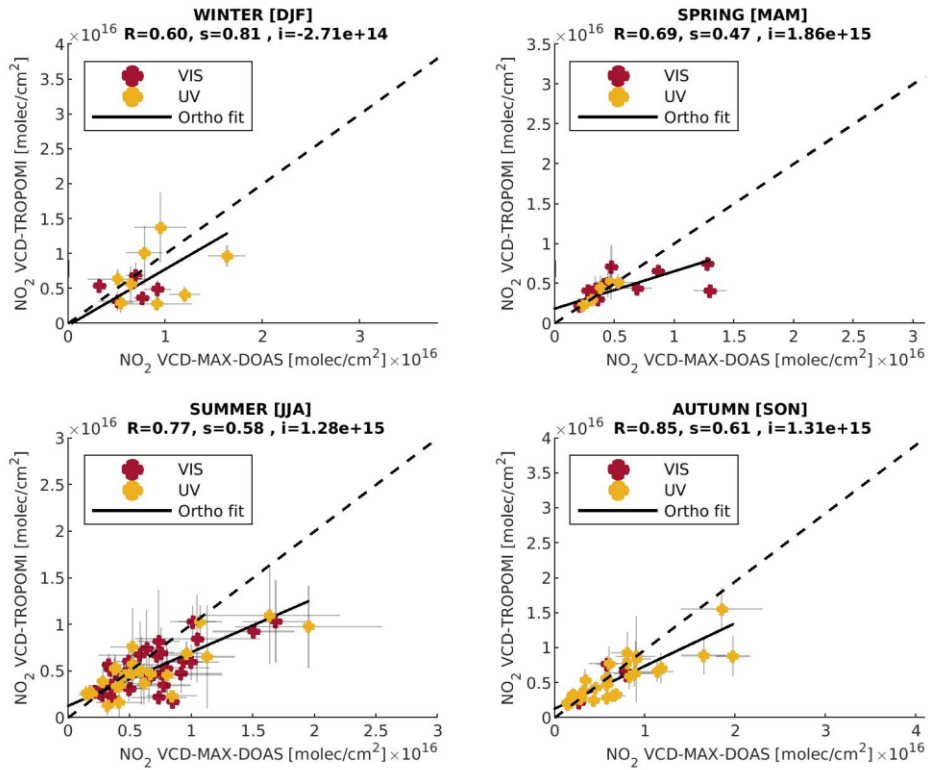 WINTER [DJF]
R=0.60, s=0.81 , i=-2.71e+14
×10^16
4
3.5
3
2.5
2
1.5
1
0.5
0
NO2 VCD-TROPOMI [molec/cm2]
VIS
UV
Ortho fit
0 1 2 3
NO2 VCD-MAX-DOAS [molec/cm2] ×10^16
SPRING [MAM]
R=0.69, s=0.47 , i=1.86e+15
×10^16
3.5
3
2.5
2
1.5
1
0.5
0
NO2 VCD-TROPOMI [molec/cm2]
VIS
UV
Ortho fit
0 0.5 1 1.5 2 2.5 3
NO2 VCD-MAX-DOAS [molec/cm2] ×10^16
SUMMER [JJA]
R=0.77, s=0.58 , i=1.28e+15
×10^16
3
2.5
2
1.5
1
0.5
0
NO2 VCD-TROPOMI [molec/cm2]
VIS
UV
Ortho fit
0 0.5 1 1.5 2 2.5 3
NO2 VCD-MAX-DOAS [molec/cm2] ×10^16
AUTUMN [SON]
R=0.85, s=0.61 , i=1.31e+15
×10^16
4
3.5
3
2.5
2
1.5
1
0.5
0
NO2 VCD-TROPOMI [molec/cm2]
VIS
UV
Ortho fit
0 1 2 3 4
NO2 VCD-MAX-DOAS [molec/cm2] ×10^16